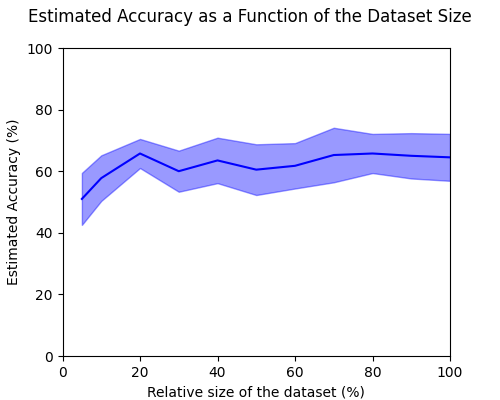 Estimated Accuracy as a Function of the Dataset Size
100
80
60
40
20
0
Estimated Accuracy (%)
0 20 40 60 80 100
Relative size of the dataset (%)